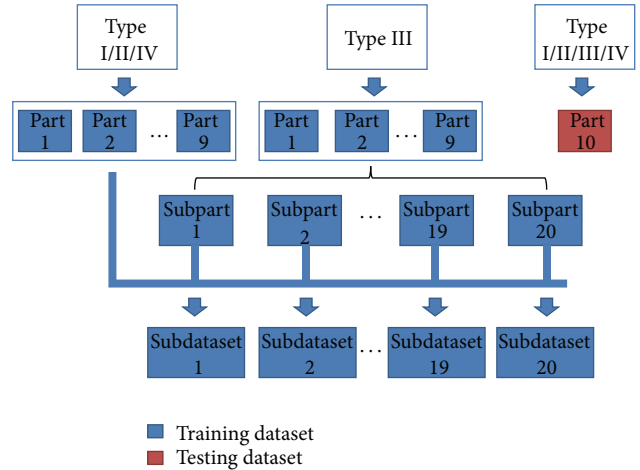 Type
I/II/IV
Type III
Type
I/II/III/IV
Part
1
Part
2
...
Part
9
Part
1
Part
2
...
Part
9
Part
10
Subpart
1
Subpart
2
...
Subpart
19
Subpart
20
Subdataset
1
Subdataset
2
...
Subdataset
19
Subdataset
20
Training dataset
Testing dataset